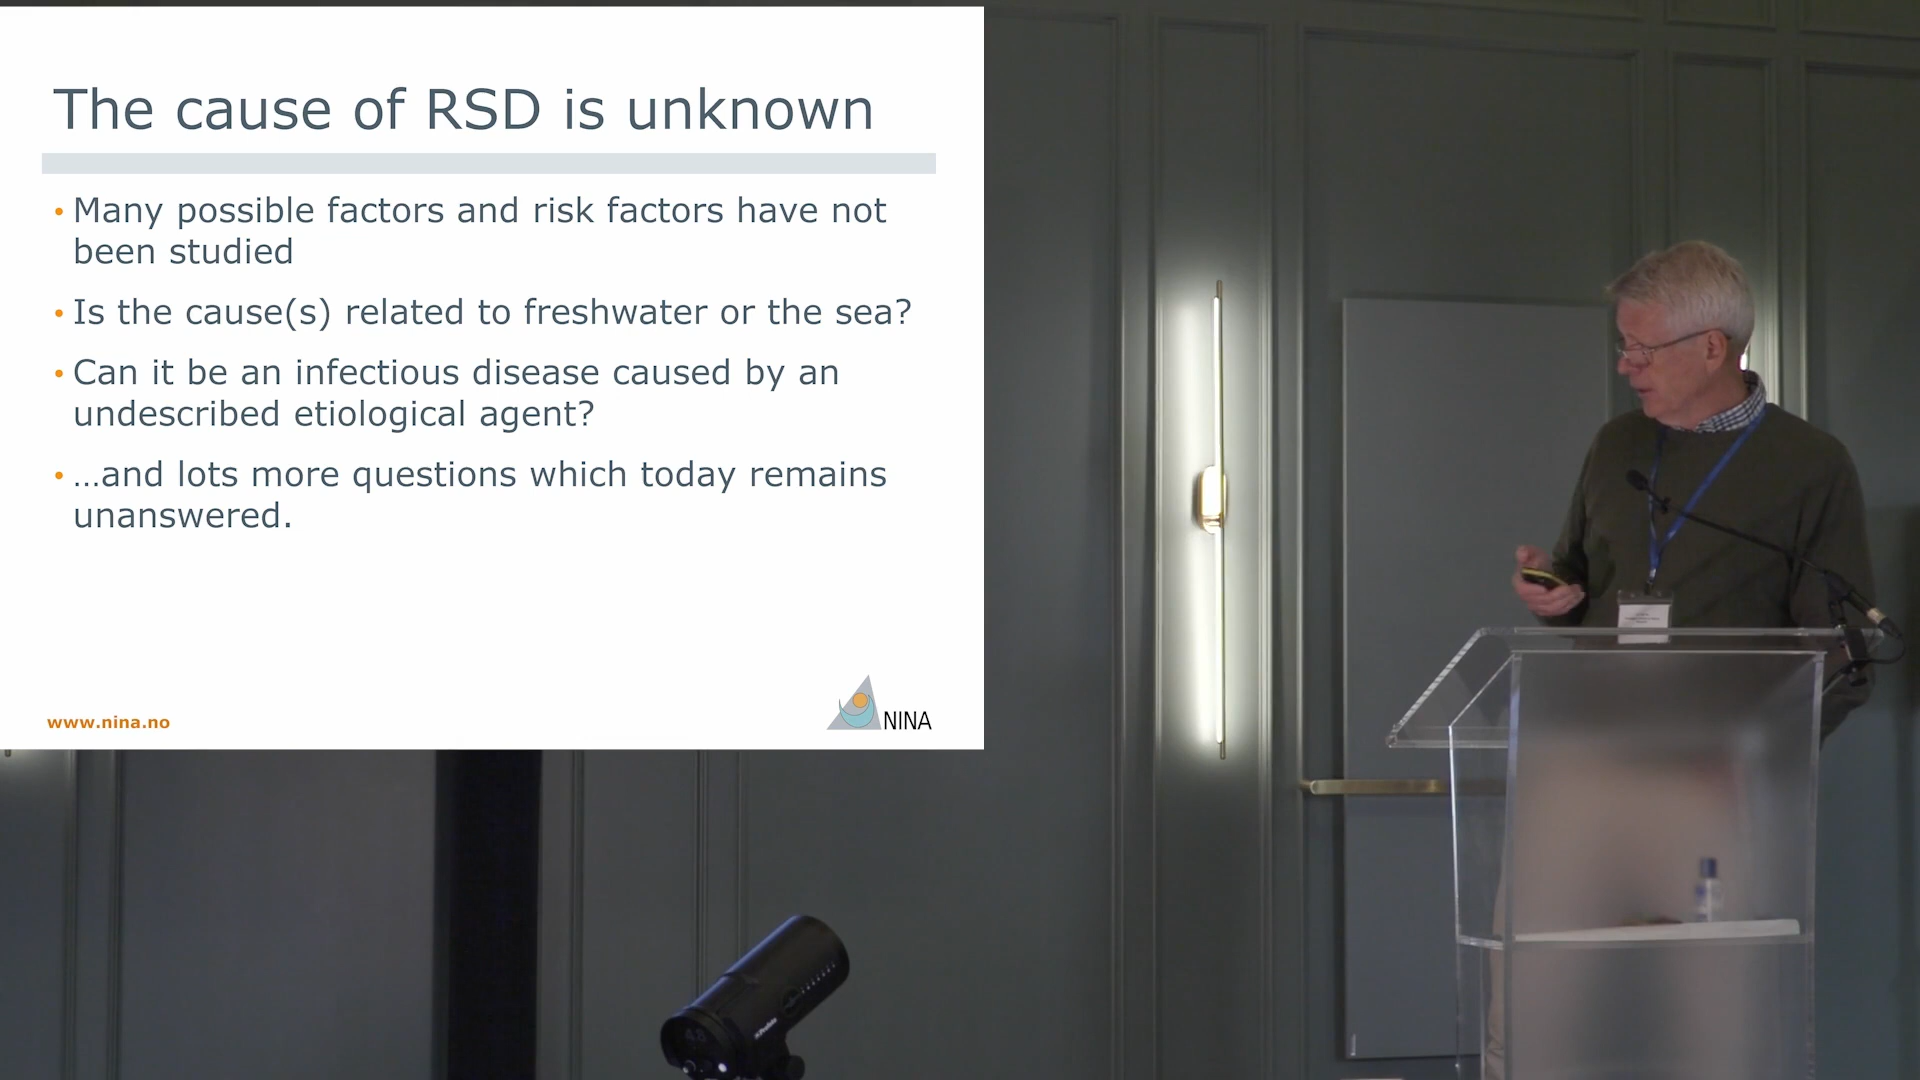 The cause of RSD is unknown
• Many possible factors and risk factors have not
been studied
• Is the cause(s) related to freshwater or the sea?
• Can it be an infectious disease caused by an
undescribed etiological agent?
• …and lots more questions which today remains
unanswered.
www.nina.no
NINA
Profoto